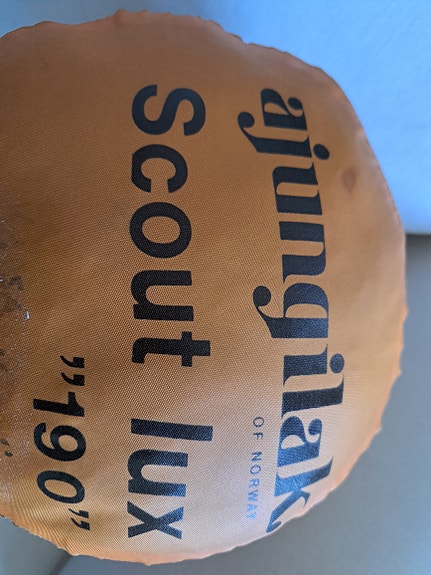 ajungilak
OF NORWAY
Scout lux
"190"